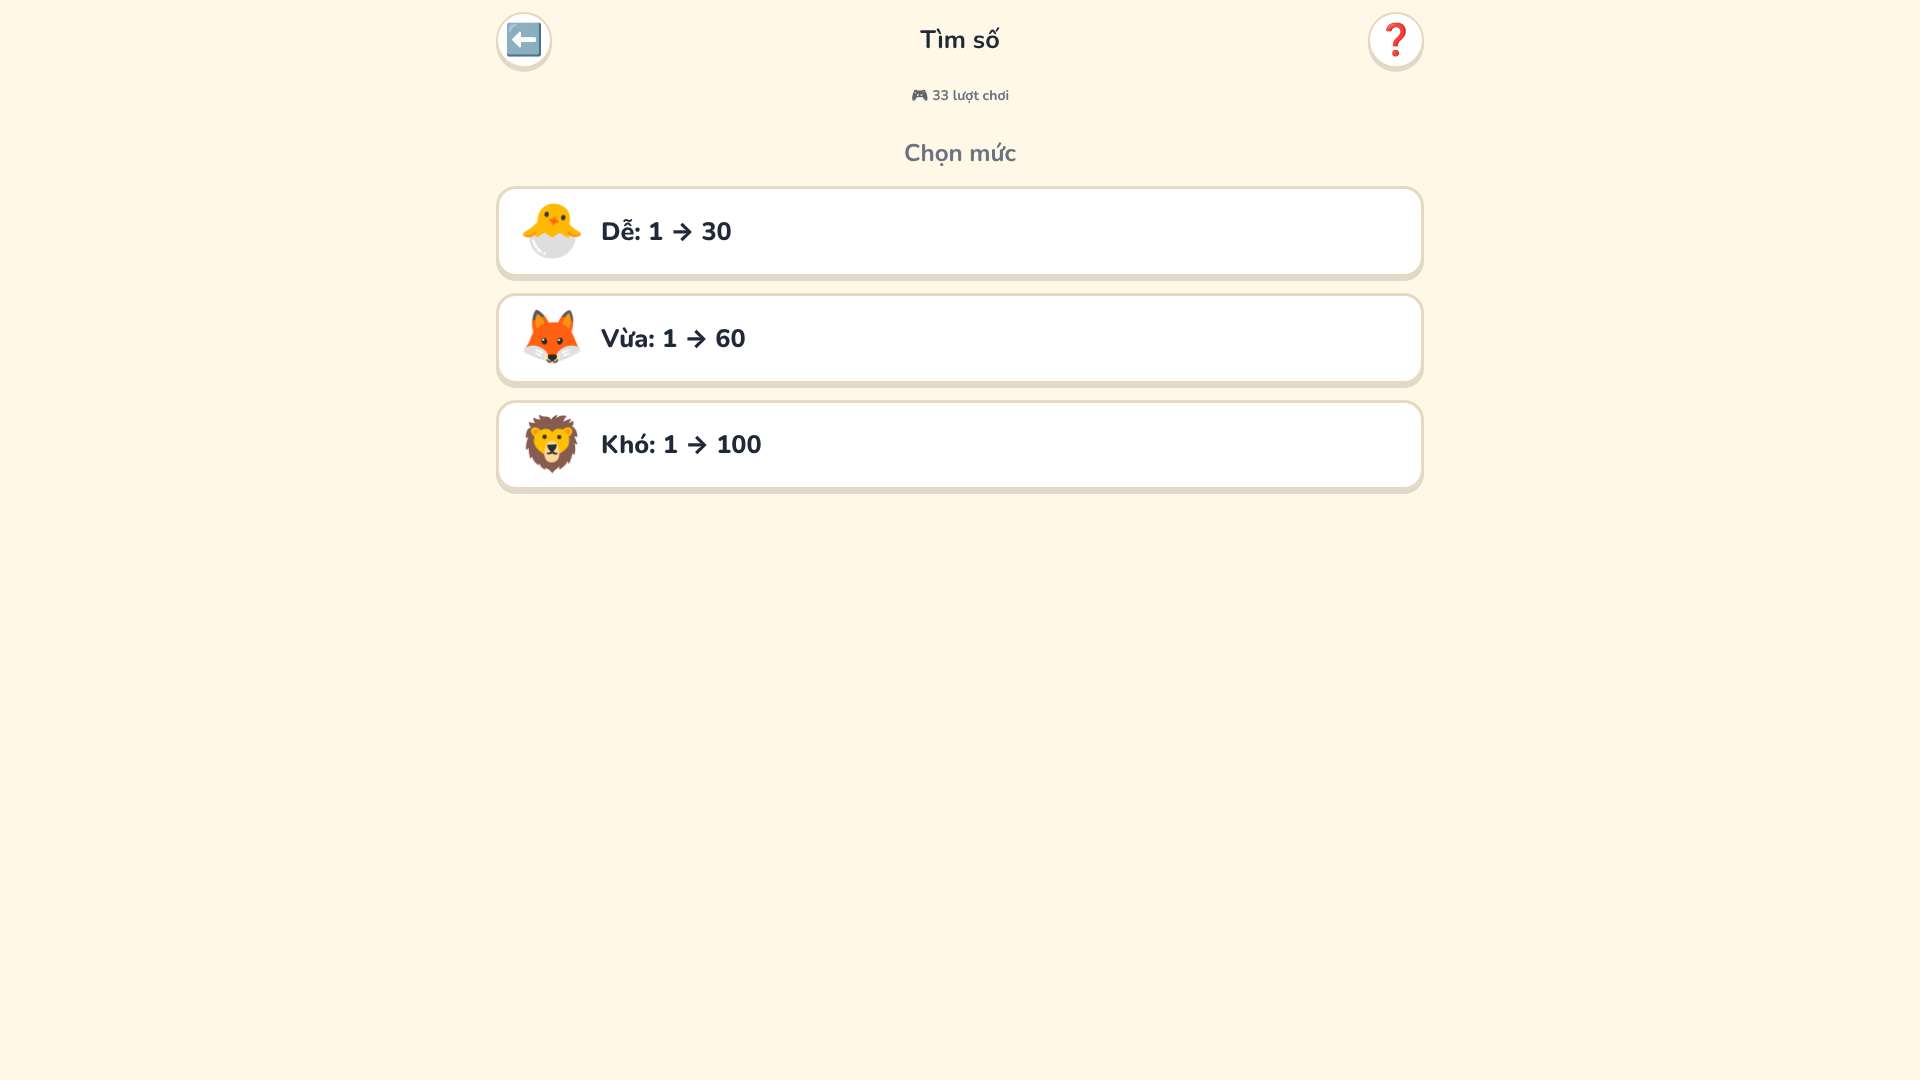 Tìm số
33 lượt chơi
Chọn mức
Dễ: 1 → 30
Vừa: 1 → 60
Khó: 1 → 100